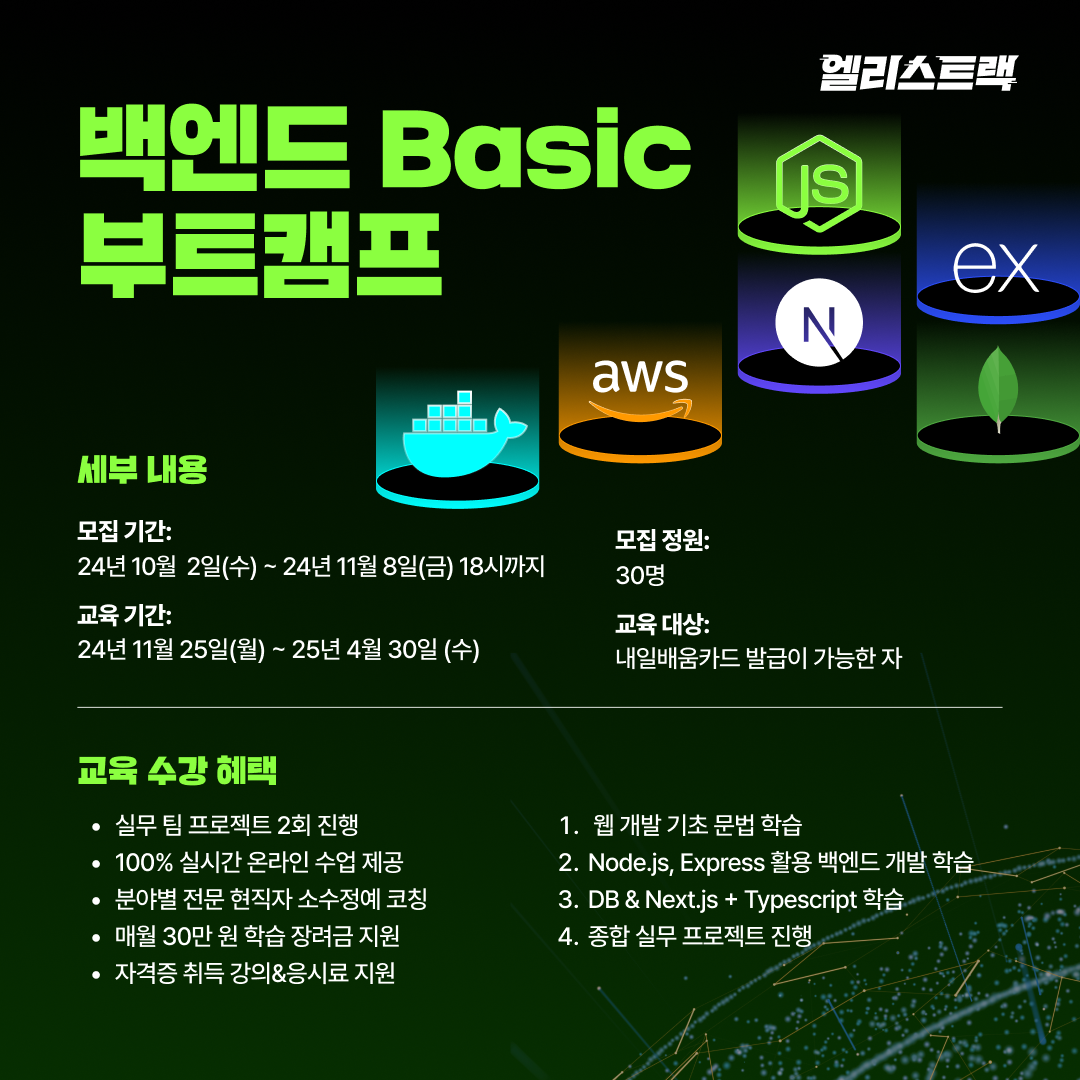 엘리스트랙
백엔드 Basic
부트캠프
JS
ex
N
aws
세부 내용
모집 기간:
24년 10월 2일(수) ~ 24년 11월 8일(금) 18시까지
교육 기간:
24년 11월 25일(월) ~ 25년 4월 30일 (수)
모집 정원:
30명
교육 대상:
내일배움카드 발급이 가능한 자
교육 수강 혜택
• 실무 팀 프로젝트 2회 진행
• 100% 실시간 온라인 수업 제공
• 분야별 전문 현직자 소수정예 코칭
• 매월 30만 원 학습 장려금 지원
• 자격증 취득 강의&응시료 지원
1. 웹 개발 기초 문법 학습
2. Node.js, Express 활용 백엔드 개발 학습
3. DB & Next.js + Typescript 학습
4. 종합 실무 프로젝트 진행